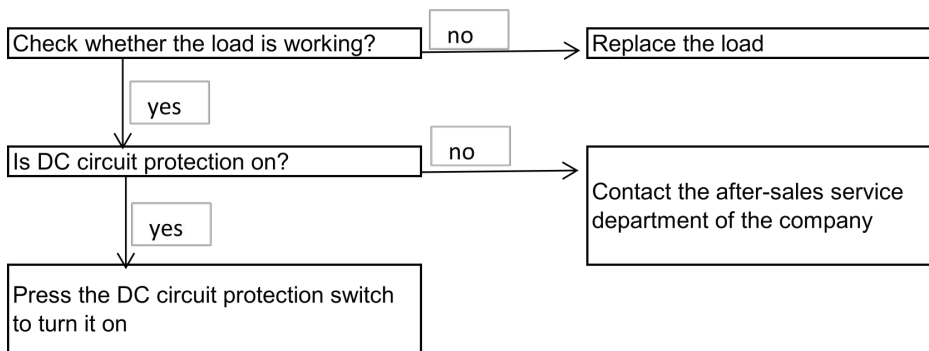 Check whether the load is working?
no
Replace the load
yes
Is DC circuit protection on?
no
Contact the after-sales service
department of the company
yes
Press the DC circuit protection switch
to turn it on